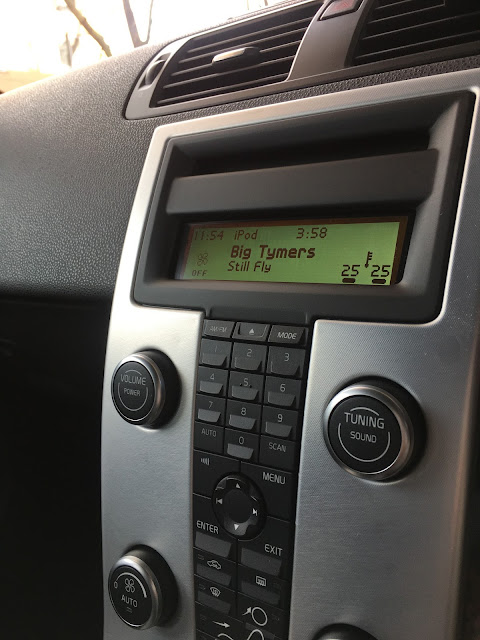 11:54 iPod 3:58
Big Tymers
Still Fly
OFF 25 25
AM/FM MODE
1 2 3
4 5 6
7 8 9
AUTO 0 SCAN
MENU
ENTER
EXIT
VOLUME
POWER
TUNING
SOUND
0
AUTO